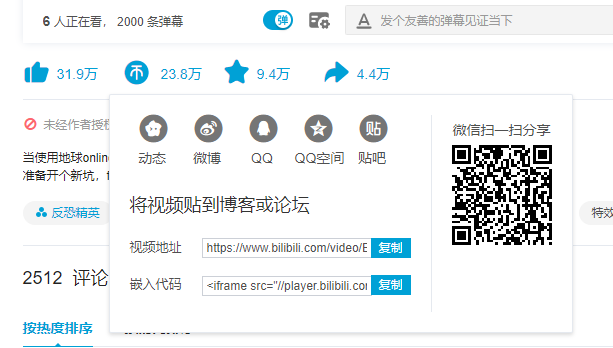 6 人正在看， 2000 条弹幕
弹
发个友善的弹幕见证当下
31.9万 23.8万 9.4万 4.4万
未经作者授权
动态 微博 QQ QQ空间 贴吧
贴
微信扫一扫分享
当使用地球online
准备开个新坑，
将视频贴到博客或论坛
反恐精英
特效
视频地址 https://www.bilibili.com/video/ 复制
2512 评论
嵌入代码 <iframe src="//player.bilibili.com 复制
按热度排序